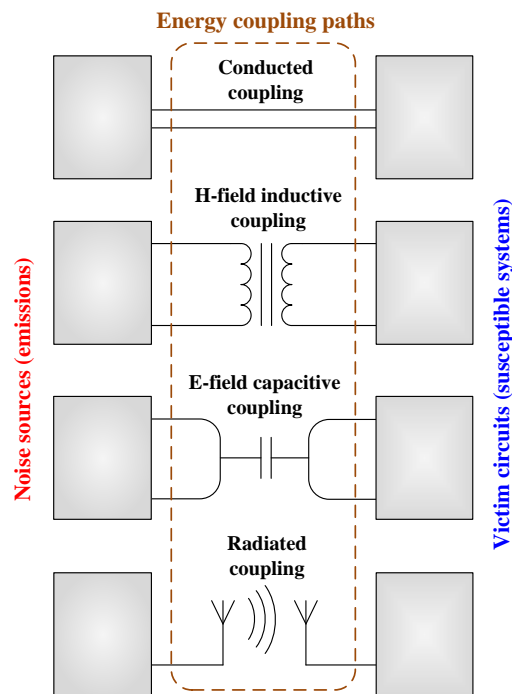 Energy coupling paths
Conducted
coupling
H-field inductive
coupling
E-field capacitive
coupling
Radiated
coupling
Noise sources (emissions)
Victim circuits (susceptible systems)